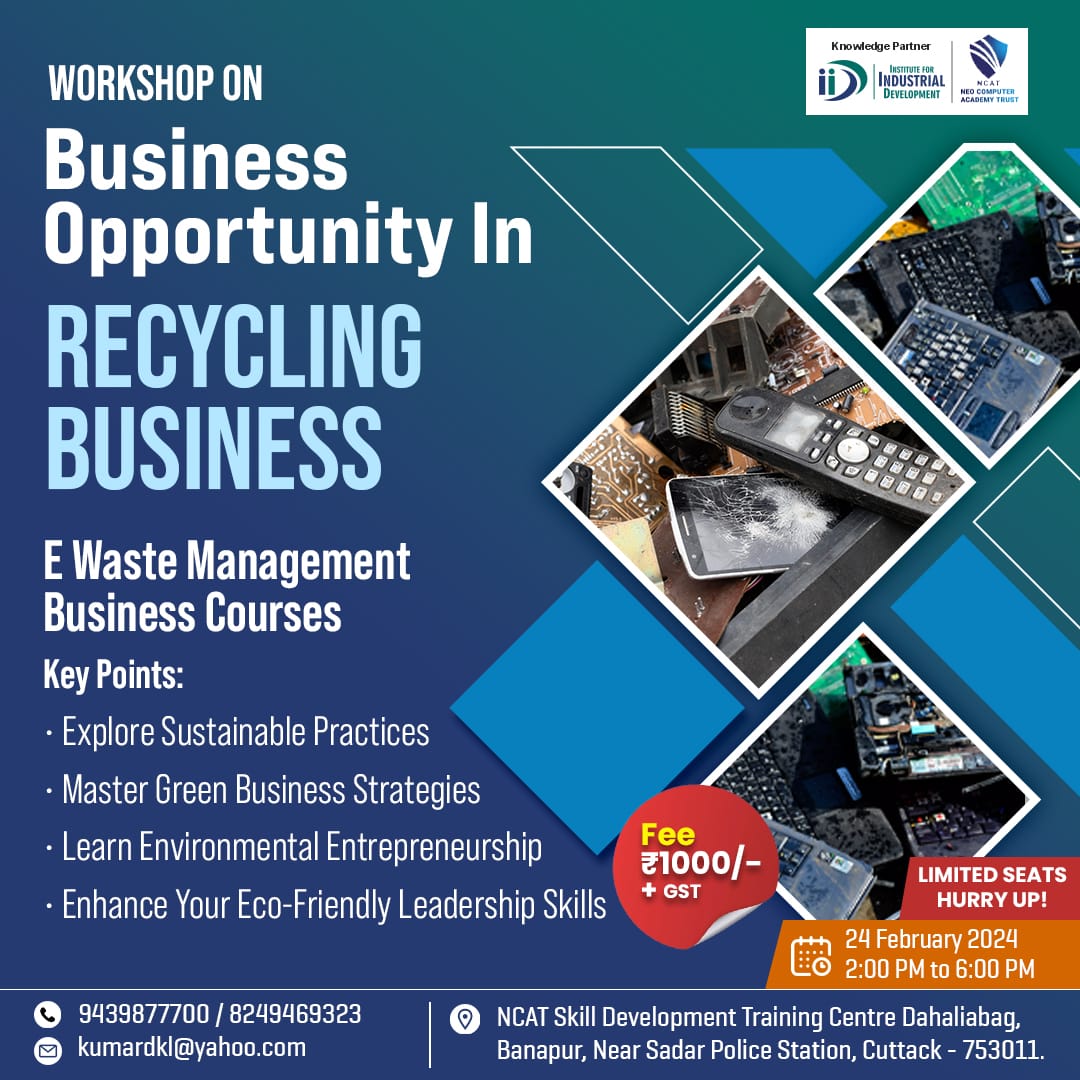 Knowledge Partner
iiD INSTITUTE FOR
INDUSTRIAL
DEVELOPMENT
NCAT
NEO COMPUTER
ACADEMY TRUST
WORKSHOP ON
Business
Opportunity In
RECYCLING
BUSINESS
E Waste Management
Business Courses
Key Points:
· Explore Sustainable Practices
· Master Green Business Strategies
· Learn Environmental Entrepreneurship
· Enhance Your Eco-Friendly Leadership Skills
Fee
₹1000/-
+ GST
LIMITED SEATS
HURRY UP!
24 February 2024
2:00 PM to 6:00 PM
9439877700 / 8249469323
kumardkl@yahoo.com
NCAT Skill Development Training Centre Dahaliabag,
Banapur, Near Sadar Police Station, Cuttack - 753011.